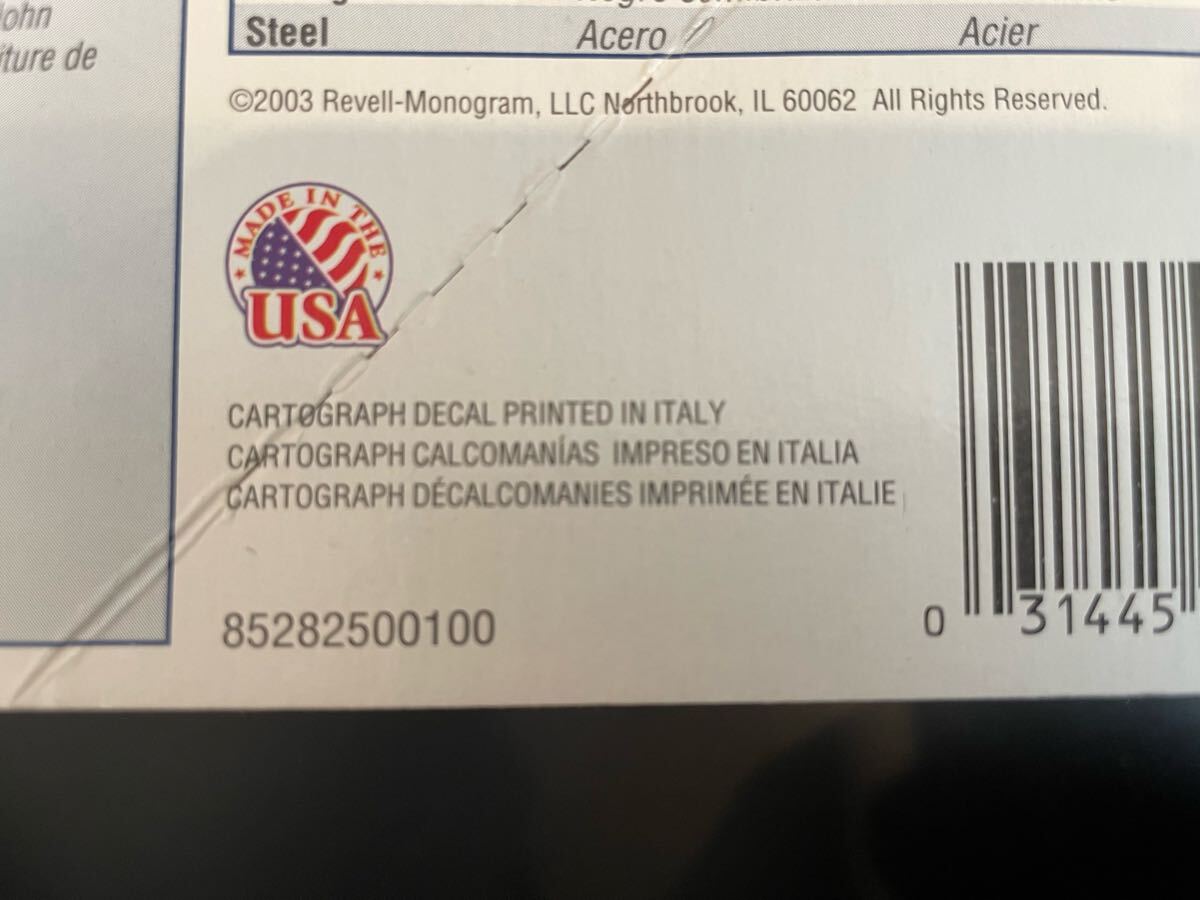 John
iture de
Steel Acero Acier
©2003 Revell-Monogram, LLC Northbrook, IL 60062 All Rights Reserved.
MADE IN THE
USA
CARTOGRAPH DECAL PRINTED IN ITALY
CARTOGRAPH CALCOMANÍAS IMPRESO EN ITALIA
CARTOGRAPH DÉCALCOMANIES IMPRIMÉE EN ITALIE
85282500100
0 31445